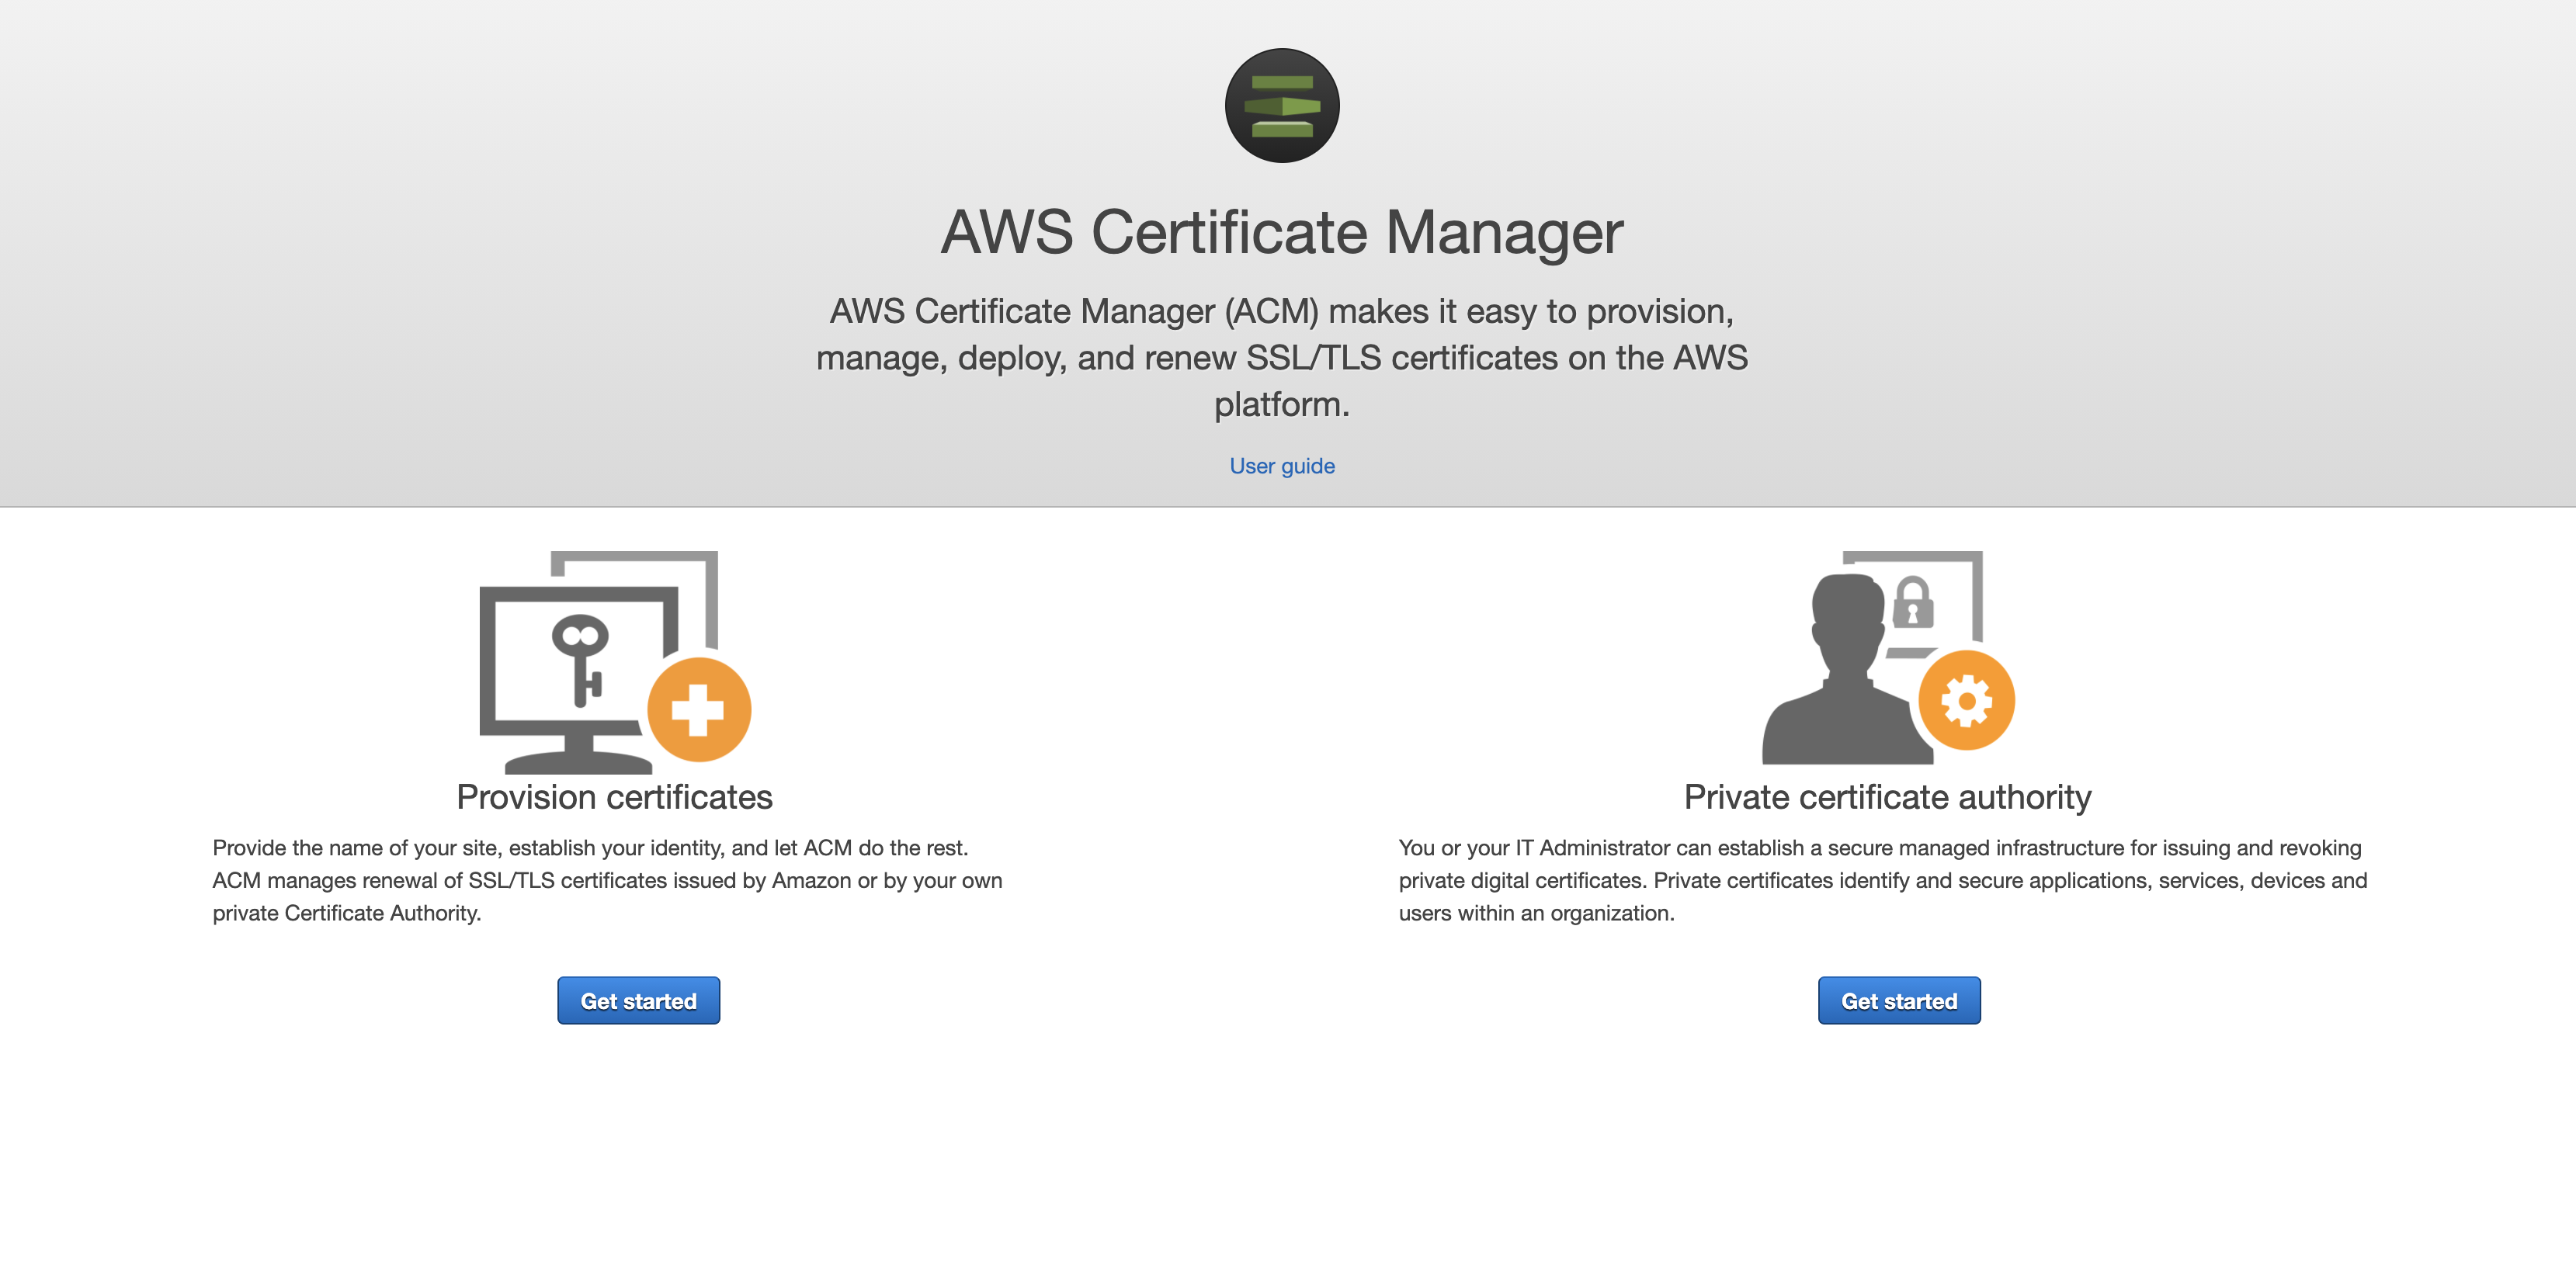 AWS Certificate Manager
AWS Certificate Manager (ACM) makes it easy to provision,
manage, deploy, and renew SSL/TLS certificates on the AWS
platform.
User guide
Provision certificates
Provide the name of your site, establish your identity, and let ACM do the rest.
ACM manages renewal of SSL/TLS certificates issued by Amazon or by your own
private Certificate Authority.
Get started
Private certificate authority
You or your IT Administrator can establish a secure managed infrastructure for issuing and revoking
private digital certificates. Private certificates identify and secure applications, services, devices and
users within an organization.
Get started